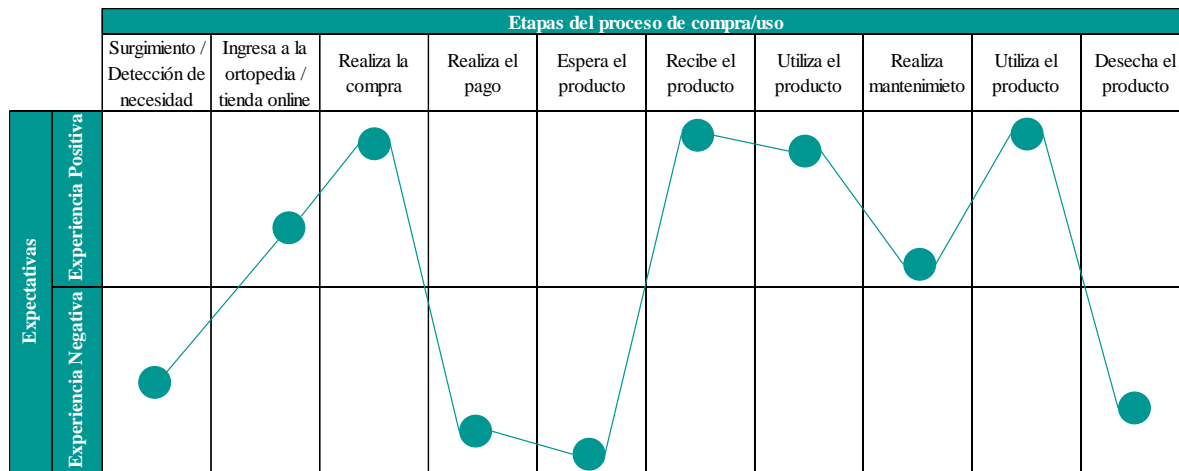 Etapas del proceso de compra/uso
Surgimiento /
Detección de
necesidad
Ingresa a la
ortopedia /
tienda online
Realiza la
compra
Realiza el
pago
Espera el
producto
Recibe el
producto
Utiliza el
producto
Realiza
mantenimieto
Utiliza el
producto
Desecha el
producto
Expectativas
Experiencia Positiva
Experiencia Negativa